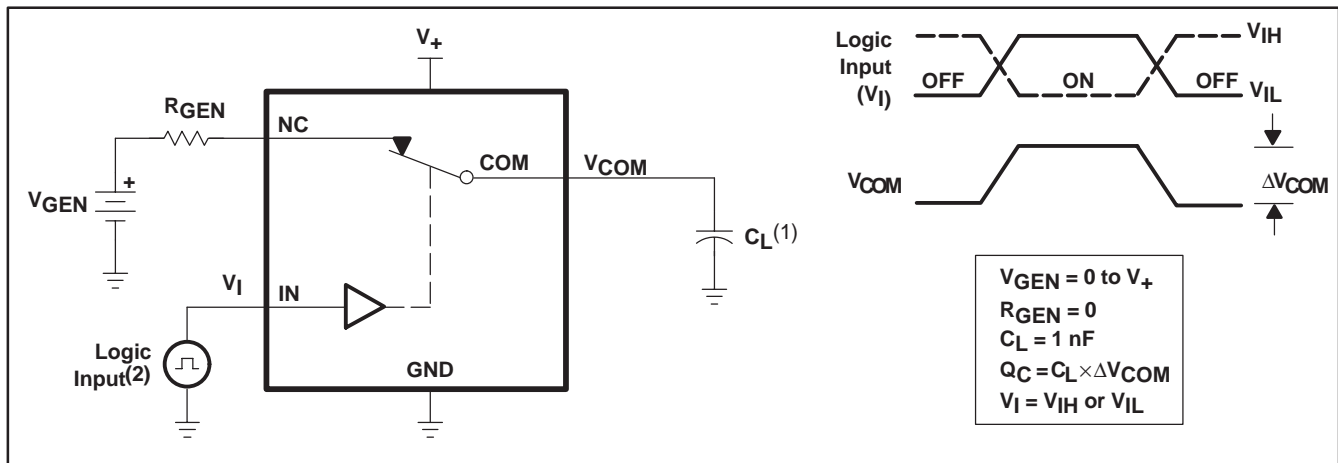 V+
RGEN
NC
COM
VCOM
VGEN
+
CL(1)
VI
IN
Logic
Input(2)
GND
Logic
Input
(VI)
OFF
ON
OFF
VIH
VIL
VCOM
ΔVCOM
VGEN = 0 to V+
RGEN = 0
CL = 1 nF
QC = CL × ΔVCOM
VI = VIH or VIL